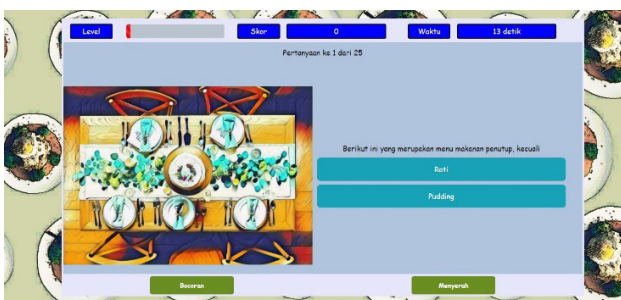 Level Skor 0 Waktu 13 detik
Pertanyaan ke 1 dari 25
Berikut ini yang merupakan menu makanan penutup, kecuali
Roti
Pudding
Bocoran Menyerah